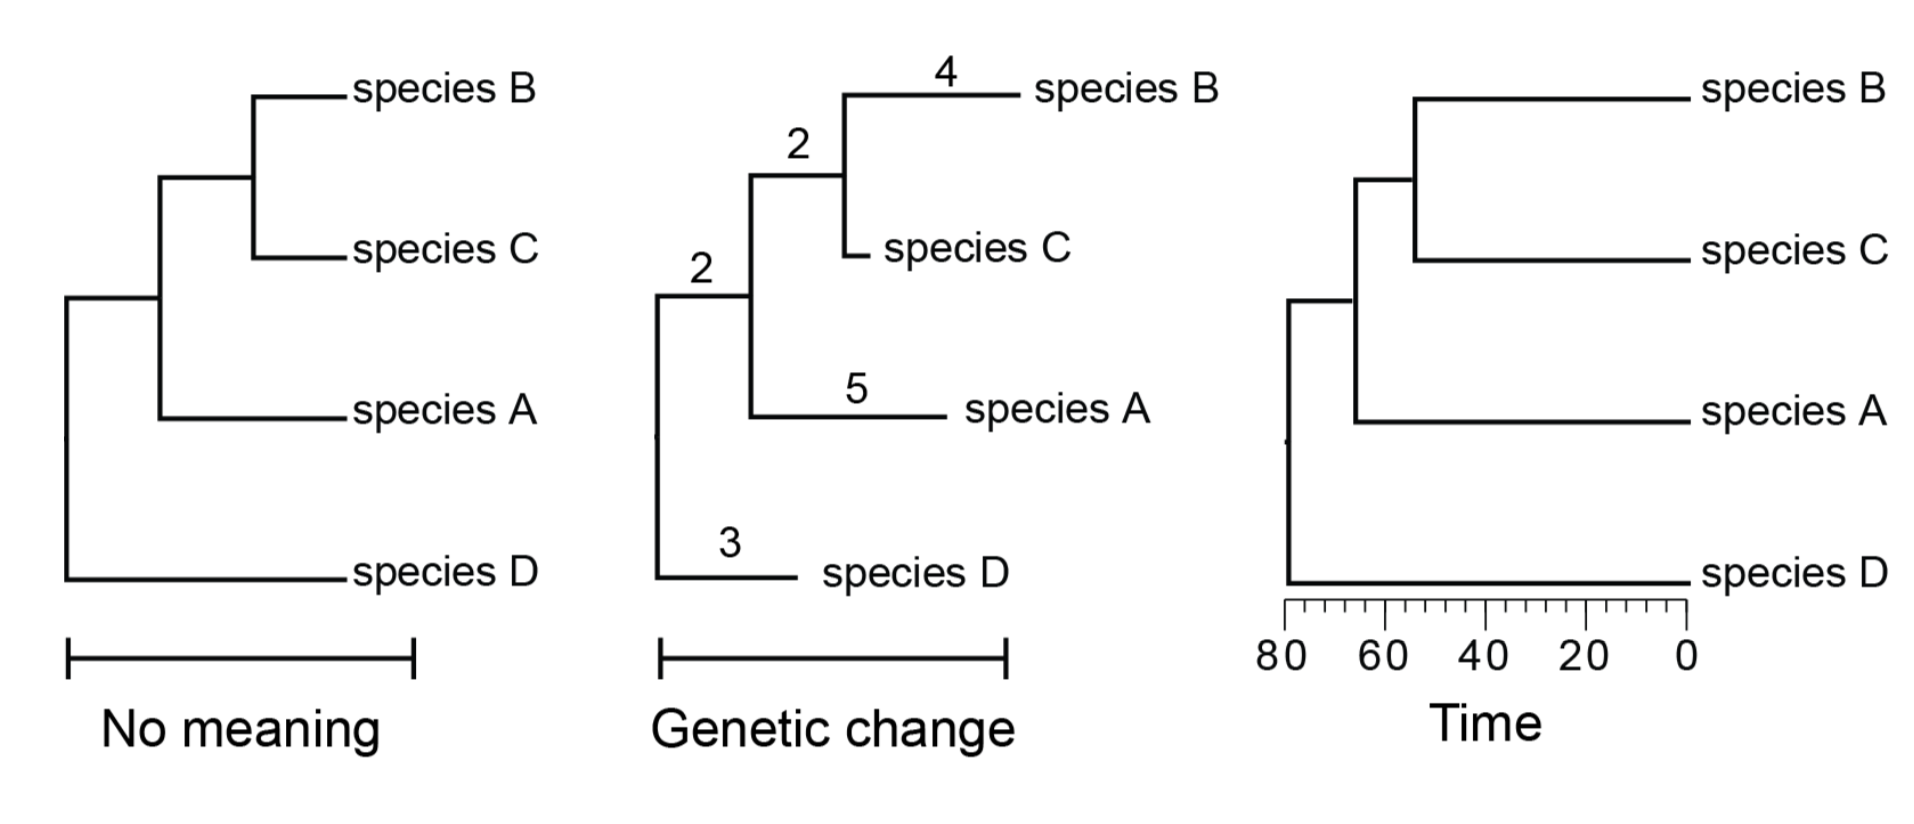 species B
species C
species A
species D
No meaning
4
species B
2
species C
2
5
species A
3
species D
Genetic change
species B
species C
species A
species D
80 60 40 20 0
Time